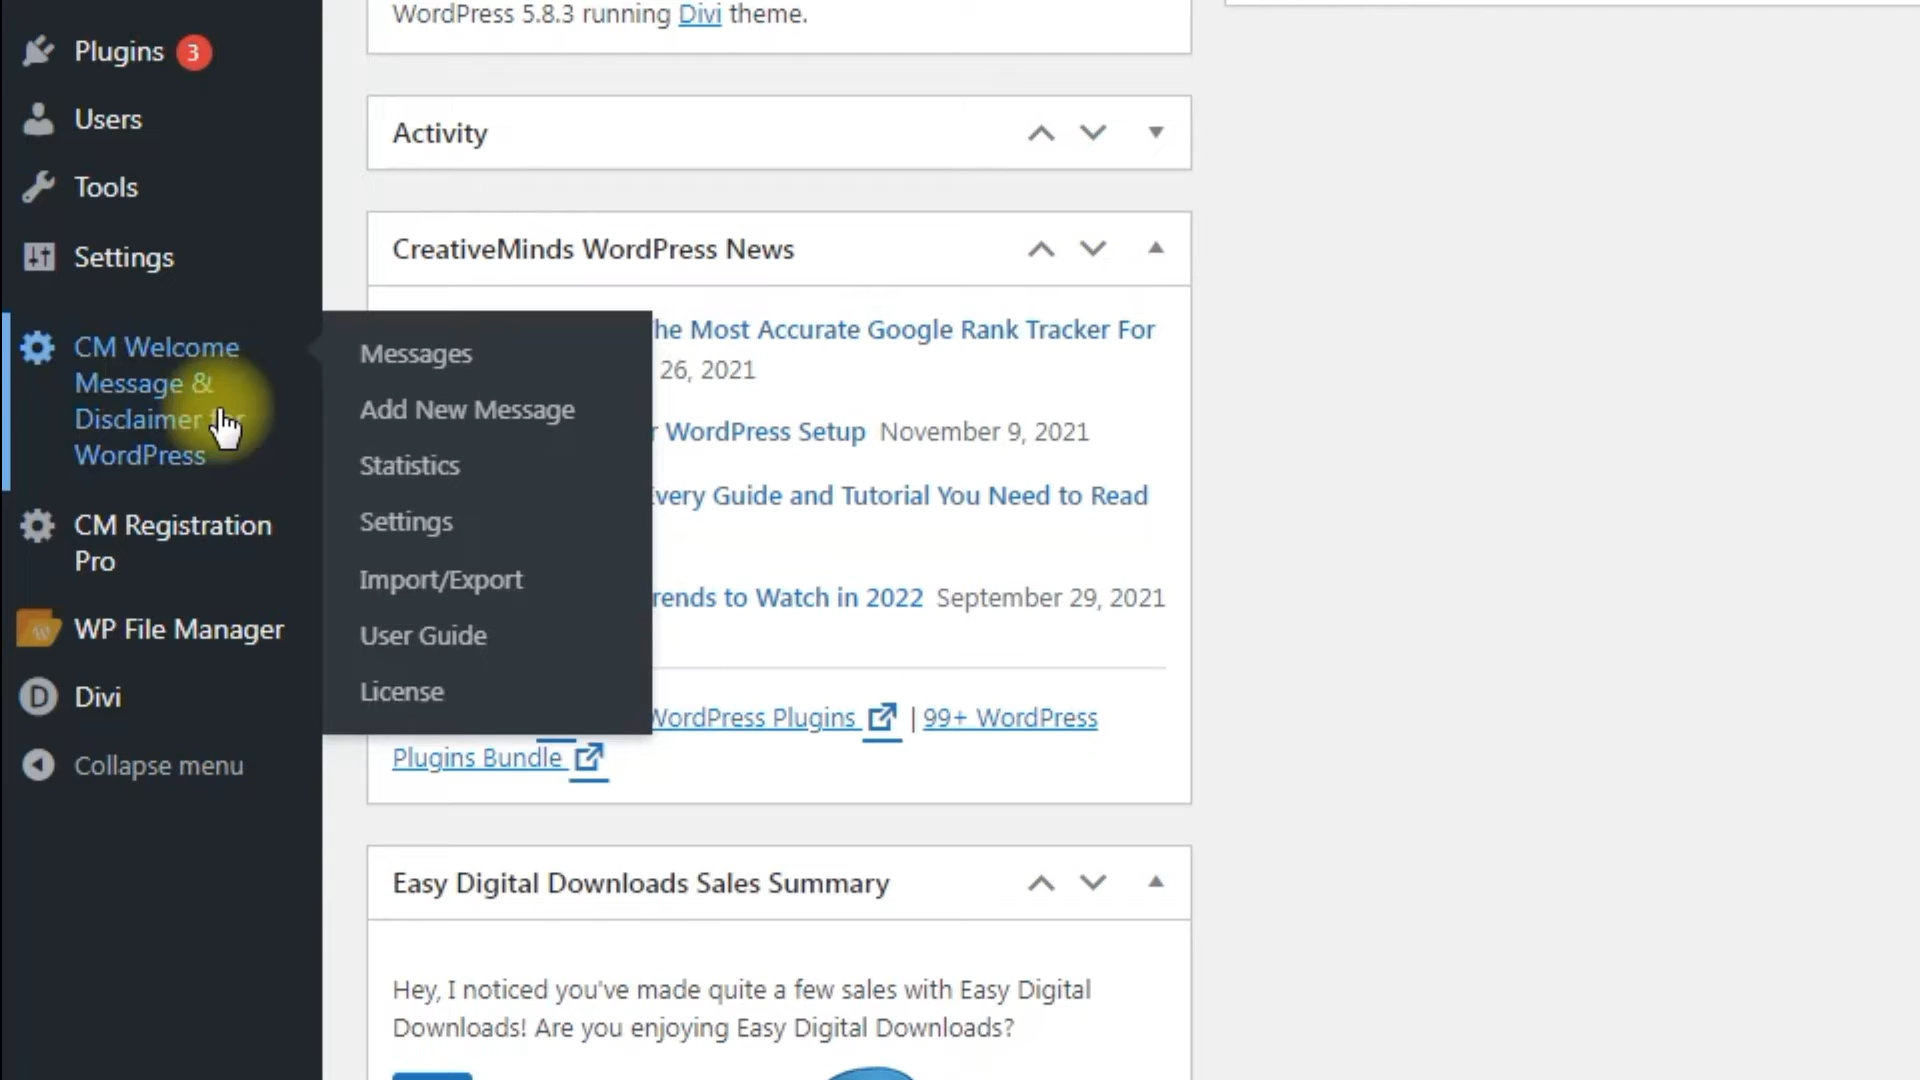 WordPress 5.8.3 running Divi theme.
Plugins 3
Users
Tools
Settings
CM Welcome
Message &
Disclaimer for
WordPress
CM Registration
Pro
WP File Manager
Divi
Collapse menu
Messages
Add New Message
Statistics
Settings
Import/Export
User Guide
License
Activity
CreativeMinds WordPress News
he Most Accurate Google Rank Tracker For
26, 2021
r WordPress Setup November 9, 2021
Every Guide and Tutorial You Need to Read
rends to Watch in 2022 September 29, 2021
WordPress Plugins | 99+ WordPress
Plugins Bundle
Easy Digital Downloads Sales Summary
Hey, I noticed you've made quite a few sales with Easy Digital
Downloads! Are you enjoying Easy Digital Downloads?